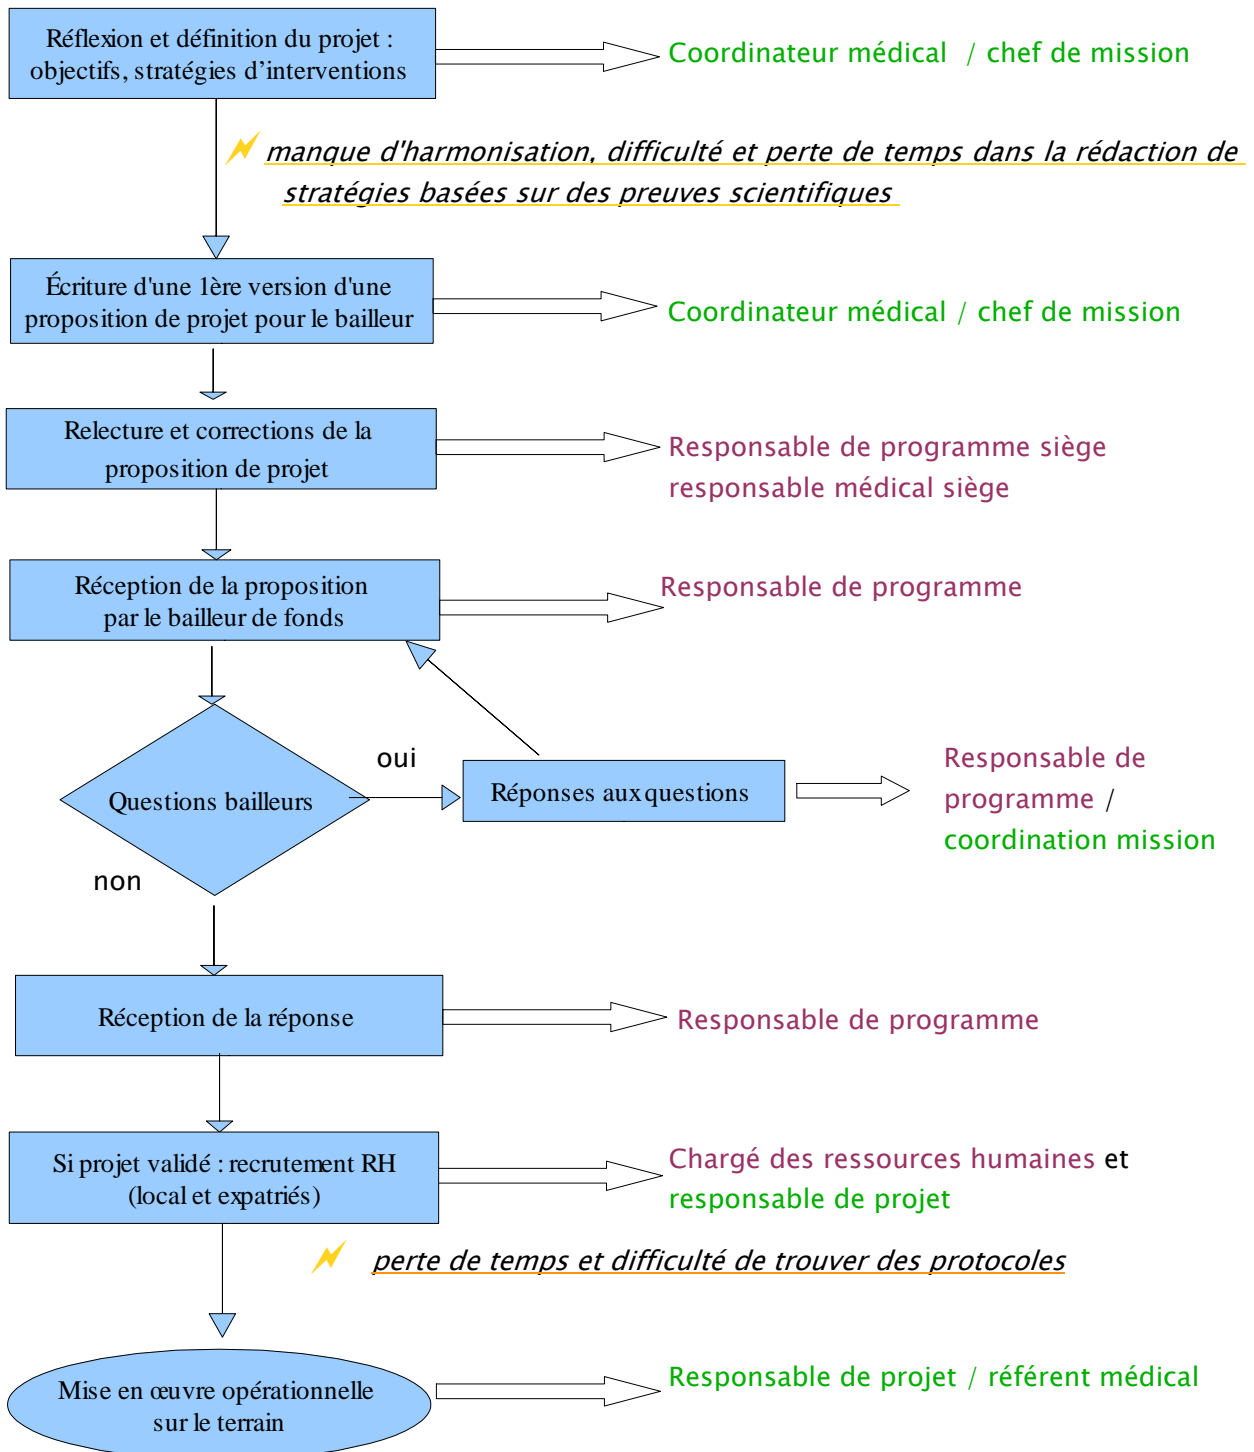 Réflexion et définition du projet :
objectifs, stratégies d'interventions
Coordinateur médical / chef de mission
manque d'harmonisation, difficulté et perte de temps dans la rédaction de
stratégies basées sur des preuves scientifiques
Écriture d'une 1ère version d'une
proposition de projet pour le bailleur
Coordinateur médical / chef de mission
Relecture et corrections de la
proposition de projet
Responsable de programme siège
responsable médical siège
Réception de la proposition
par le bailleur de fonds
Responsable de programme
Questions bailleurs
oui
Réponses aux questions
Responsable de
programme /
coordination mission
non
Réception de la réponse
Responsable de programme
Si projet validé : recrutement RH
(local et expatriés)
Chargé des ressources humaines et
responsable de projet
perte de temps et difficulté de trouver des protocoles
Mise en œuvre opérationnelle
sur le terrain
Responsable de projet / référent médical